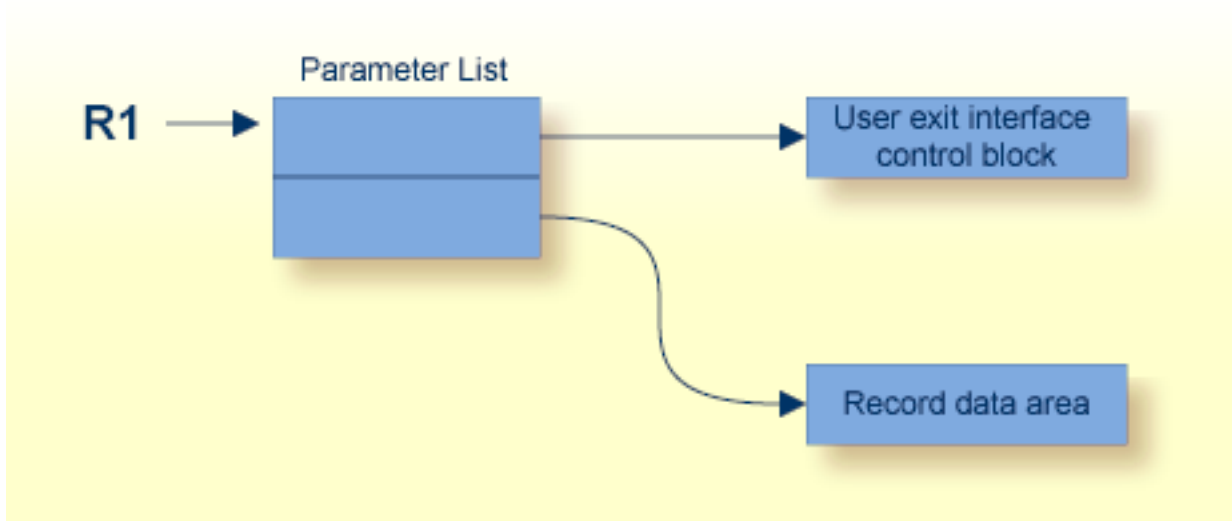 Parameter List
R1
User exit interface
control block
Record data area